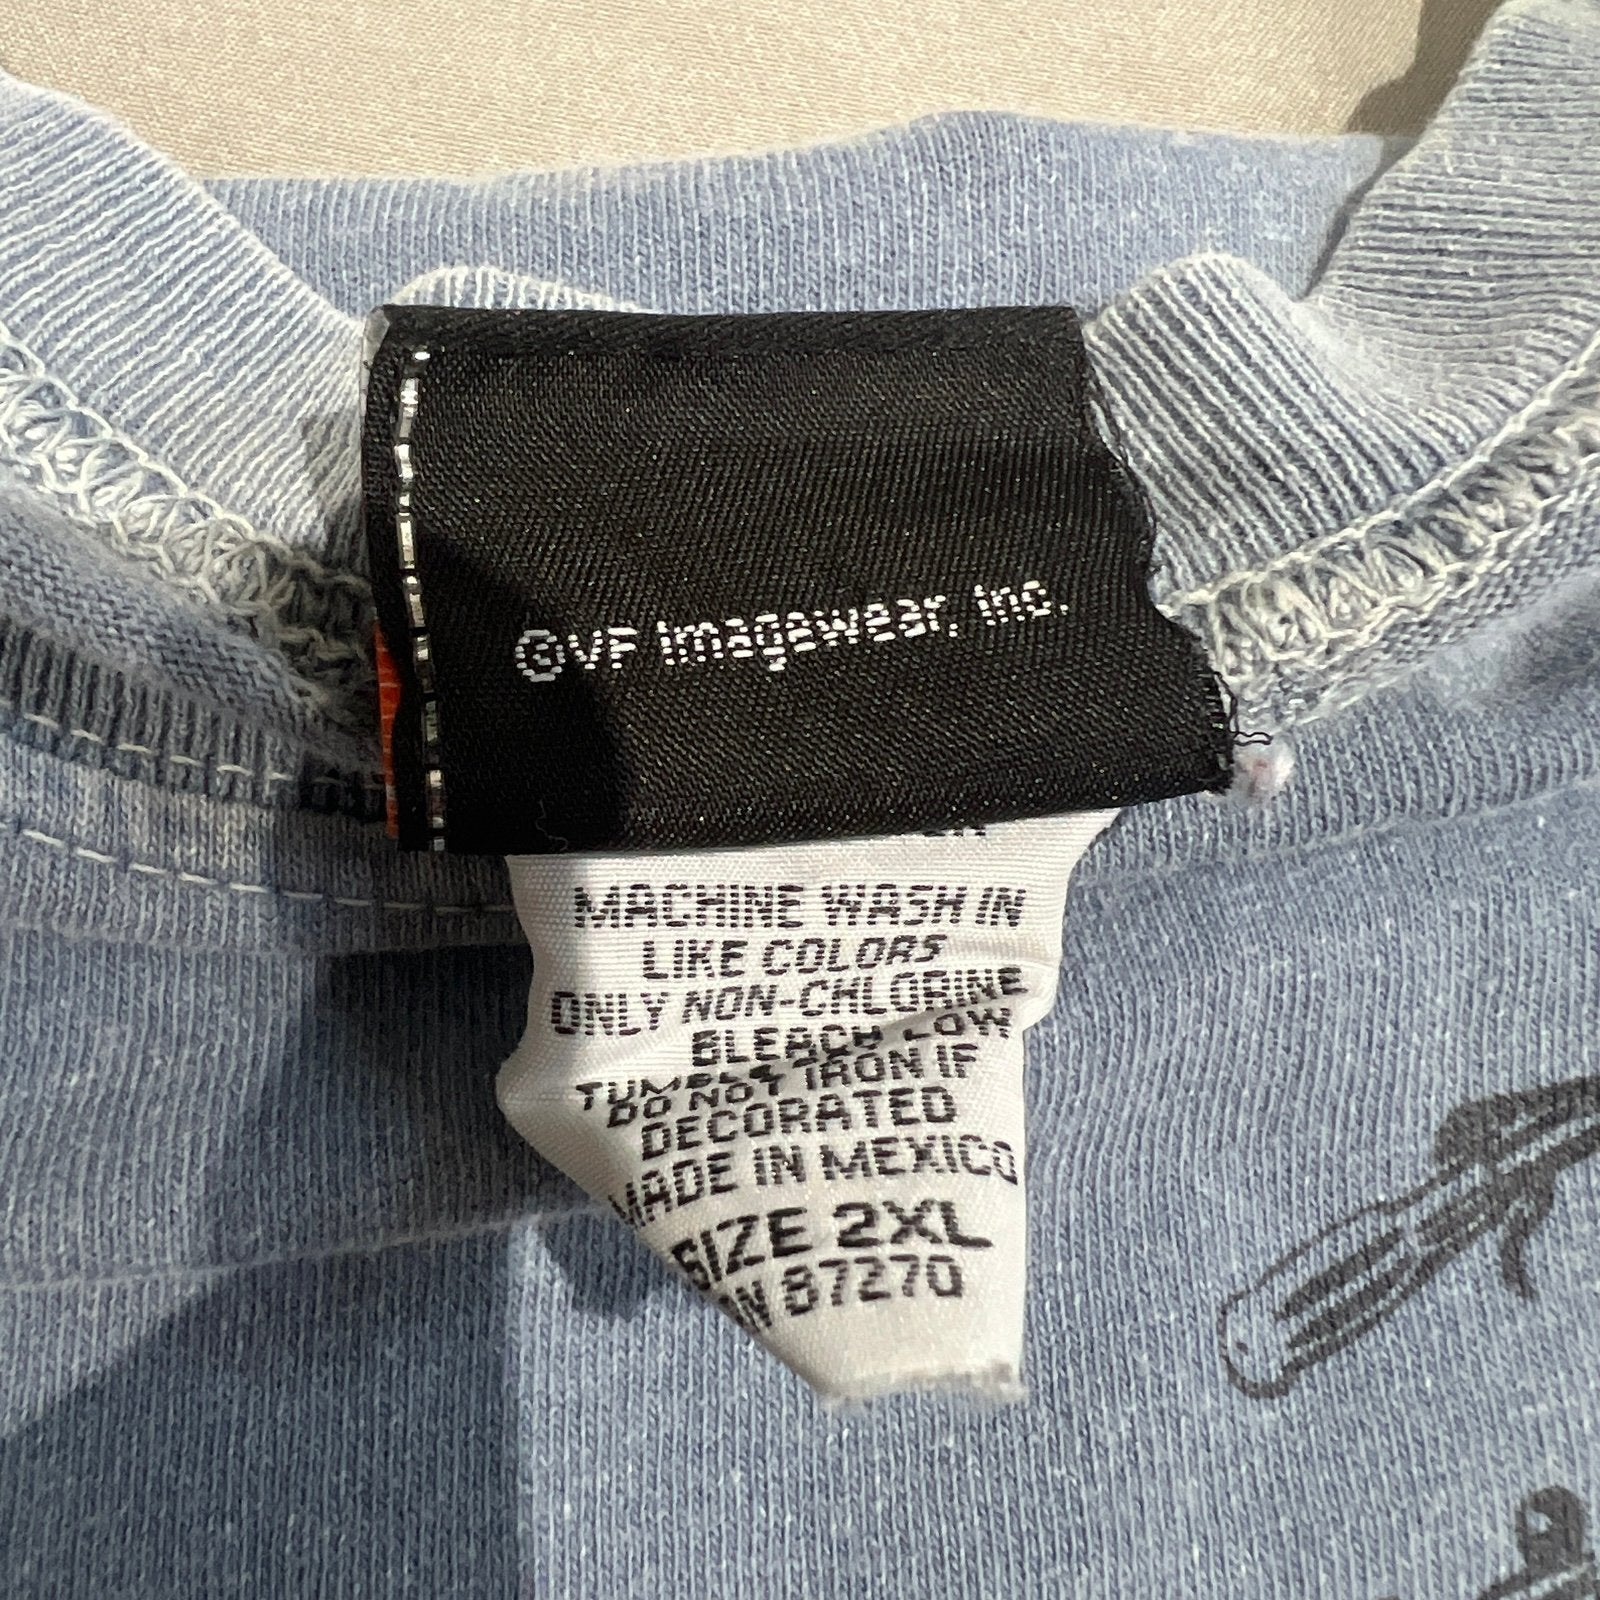 ©VF Imagewear, Inc.
MACHINE WASH IN
LIKE COLORS
ONLY NON-CHLORINE
BLEACH LOW
TUMBLE
DO NOT IRON IF
DECORATED
MADE IN MEXICO
SIZE 2XL
87270